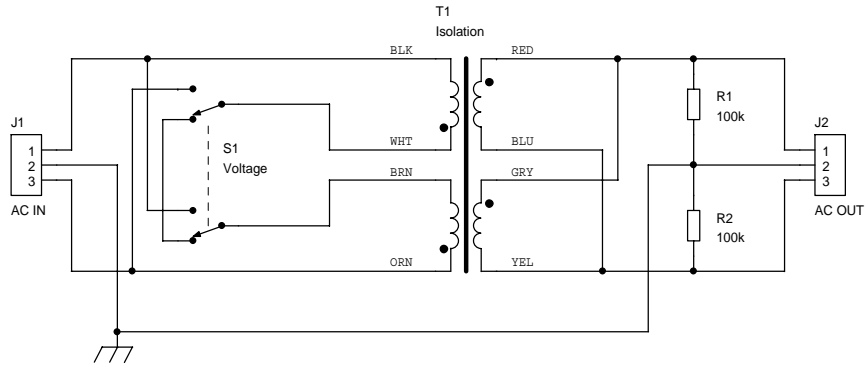 T1
Isolation
BLK
RED
J1
1
2
3
AC IN
S1
Voltage
WHT
BLU
BRN
GRY
ORN
YEL
R1
100k
R2
100k
J2
1
2
3
AC OUT